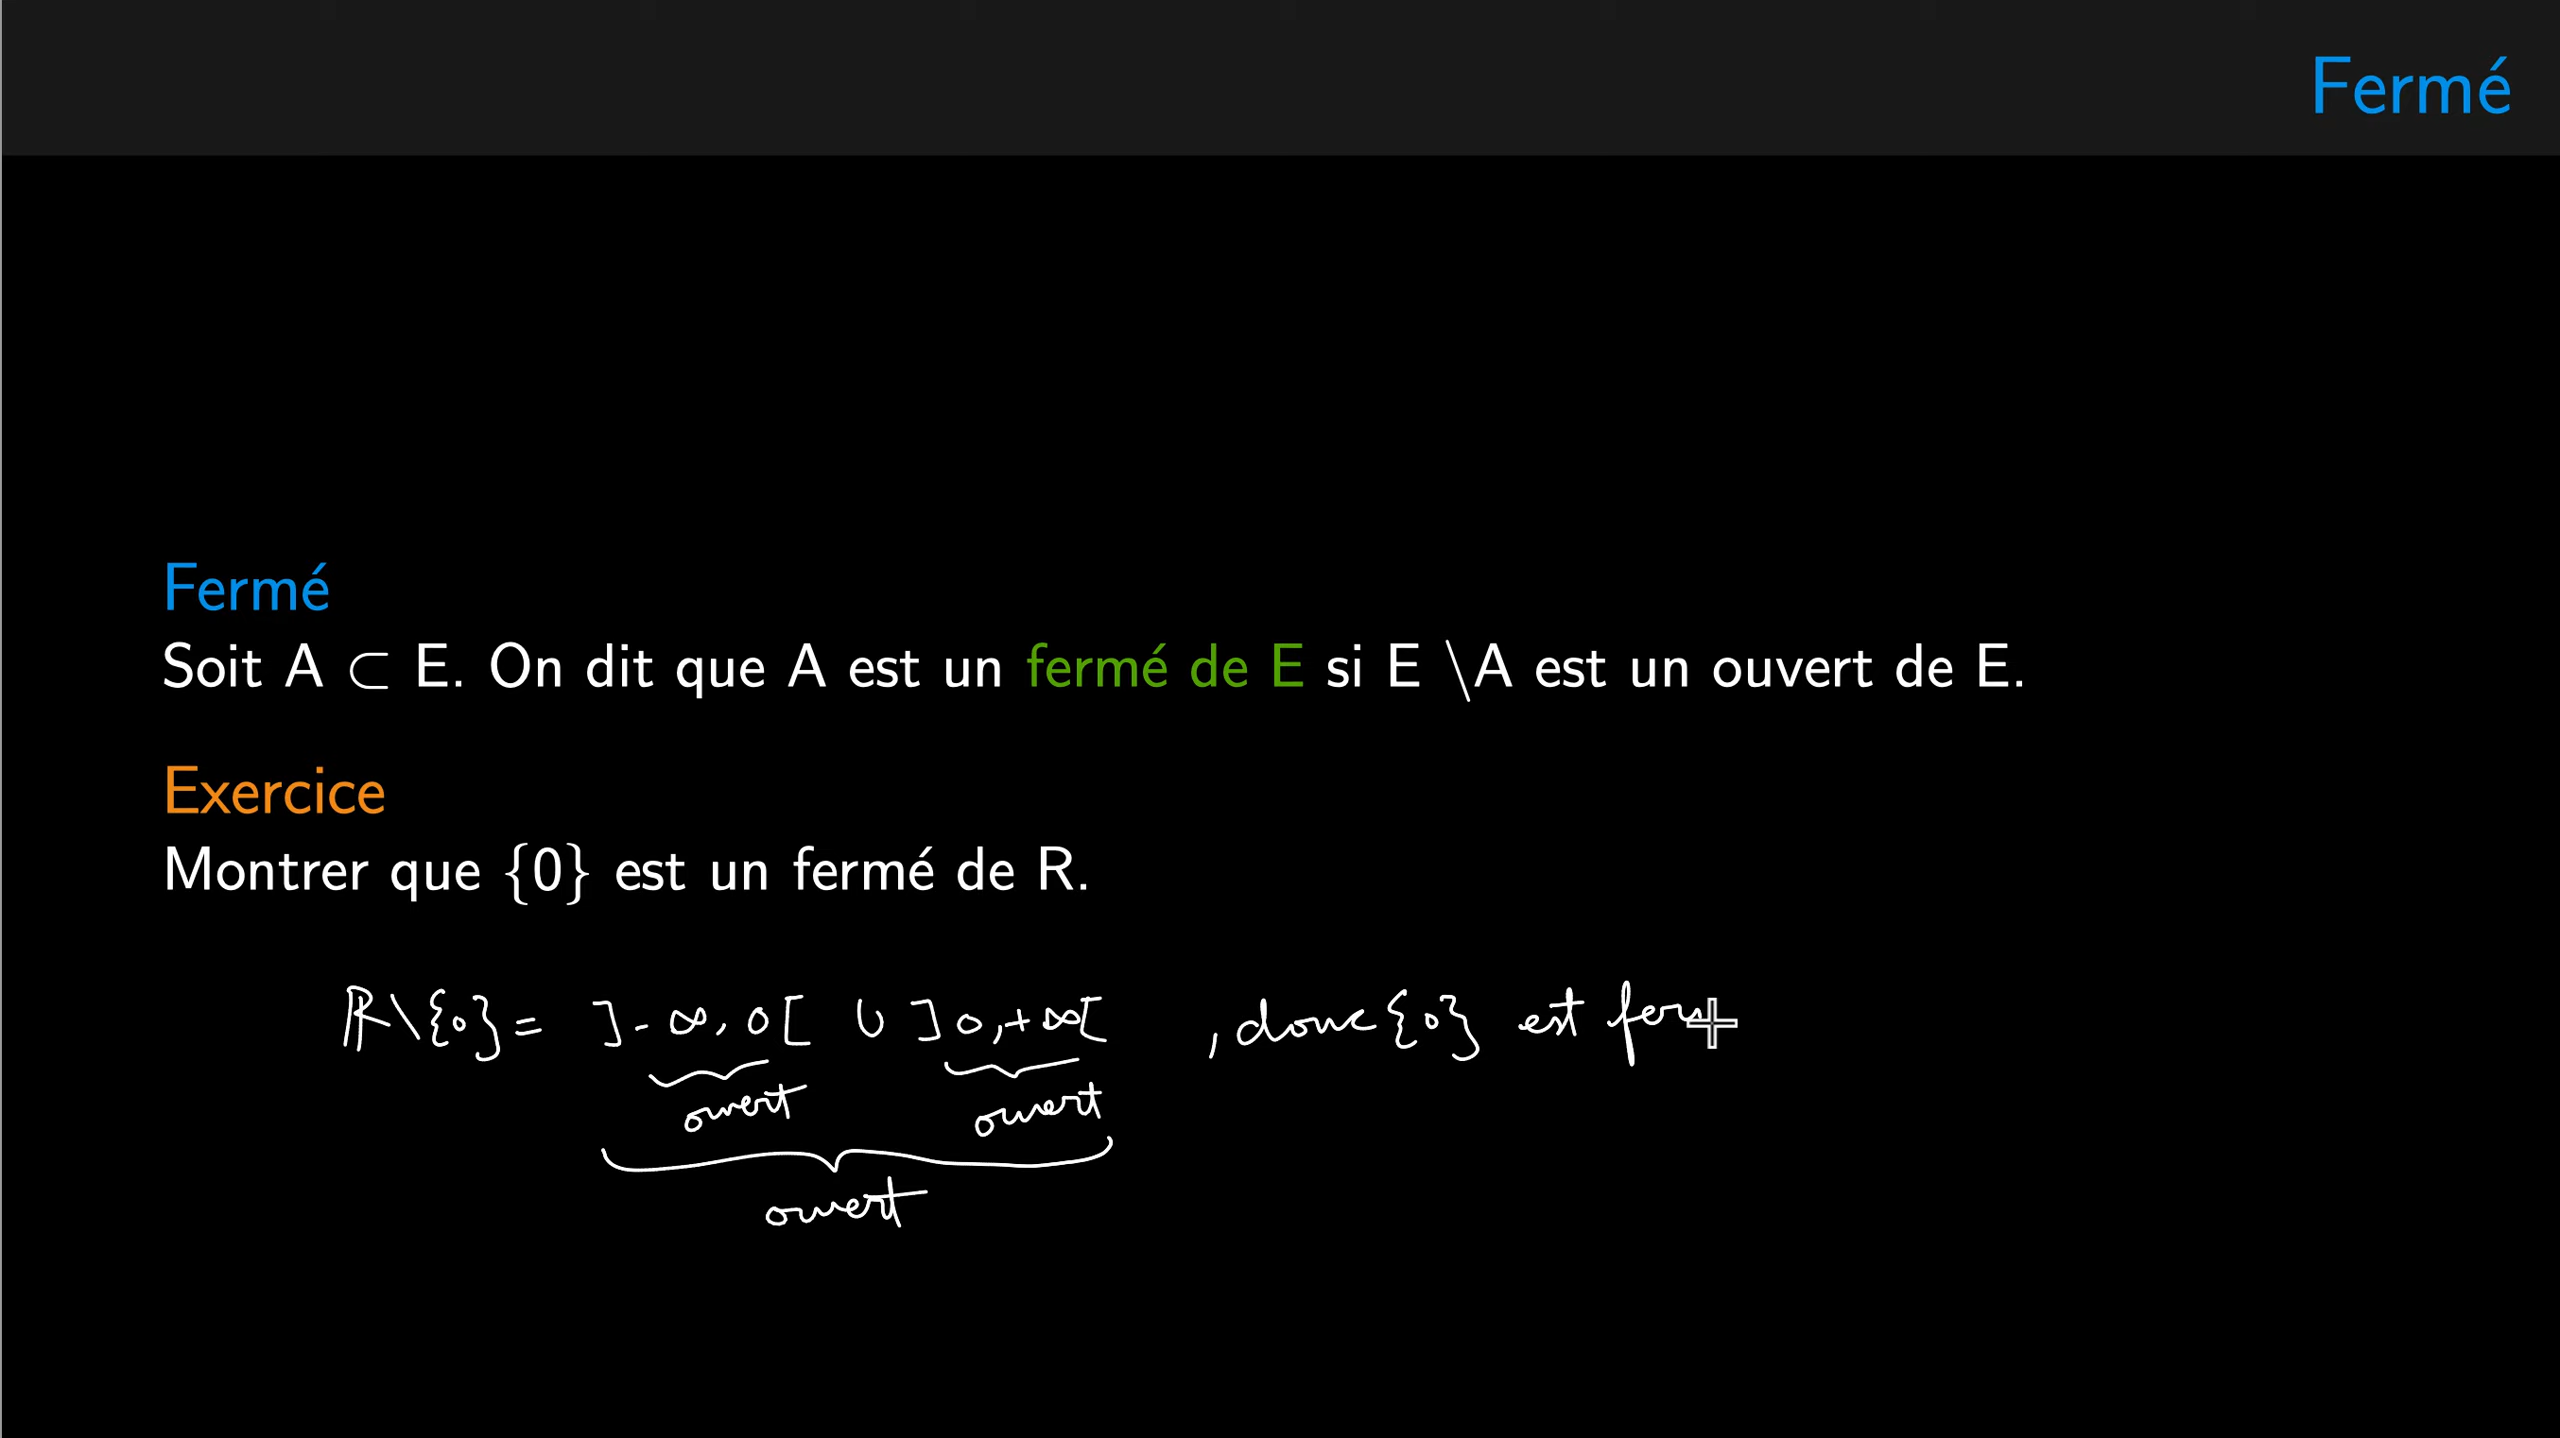 Fermé
Fermé
Soit A ⊂ E. On dit que A est un fermé de E si E \A est un ouvert de E.
Exercice
Montrer que {0} est un fermé de R.
ℝ\{0} = ]-∞,0[ ∪ ]0,+∞[ , donc {0} est
ouvert ouvert
ouvert